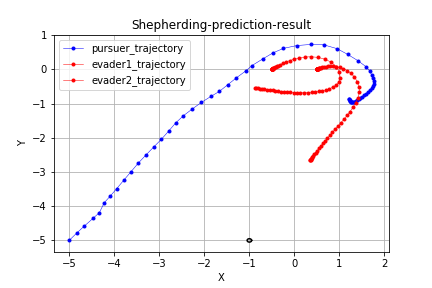 Shepherding-prediction-result
pursuer_trajectory
evader1_trajectory
evader2_trajectory
1
0
−1
−2
−3
−4
−5
Y
−5 −4 −3 −2 −1 0 1 2
X